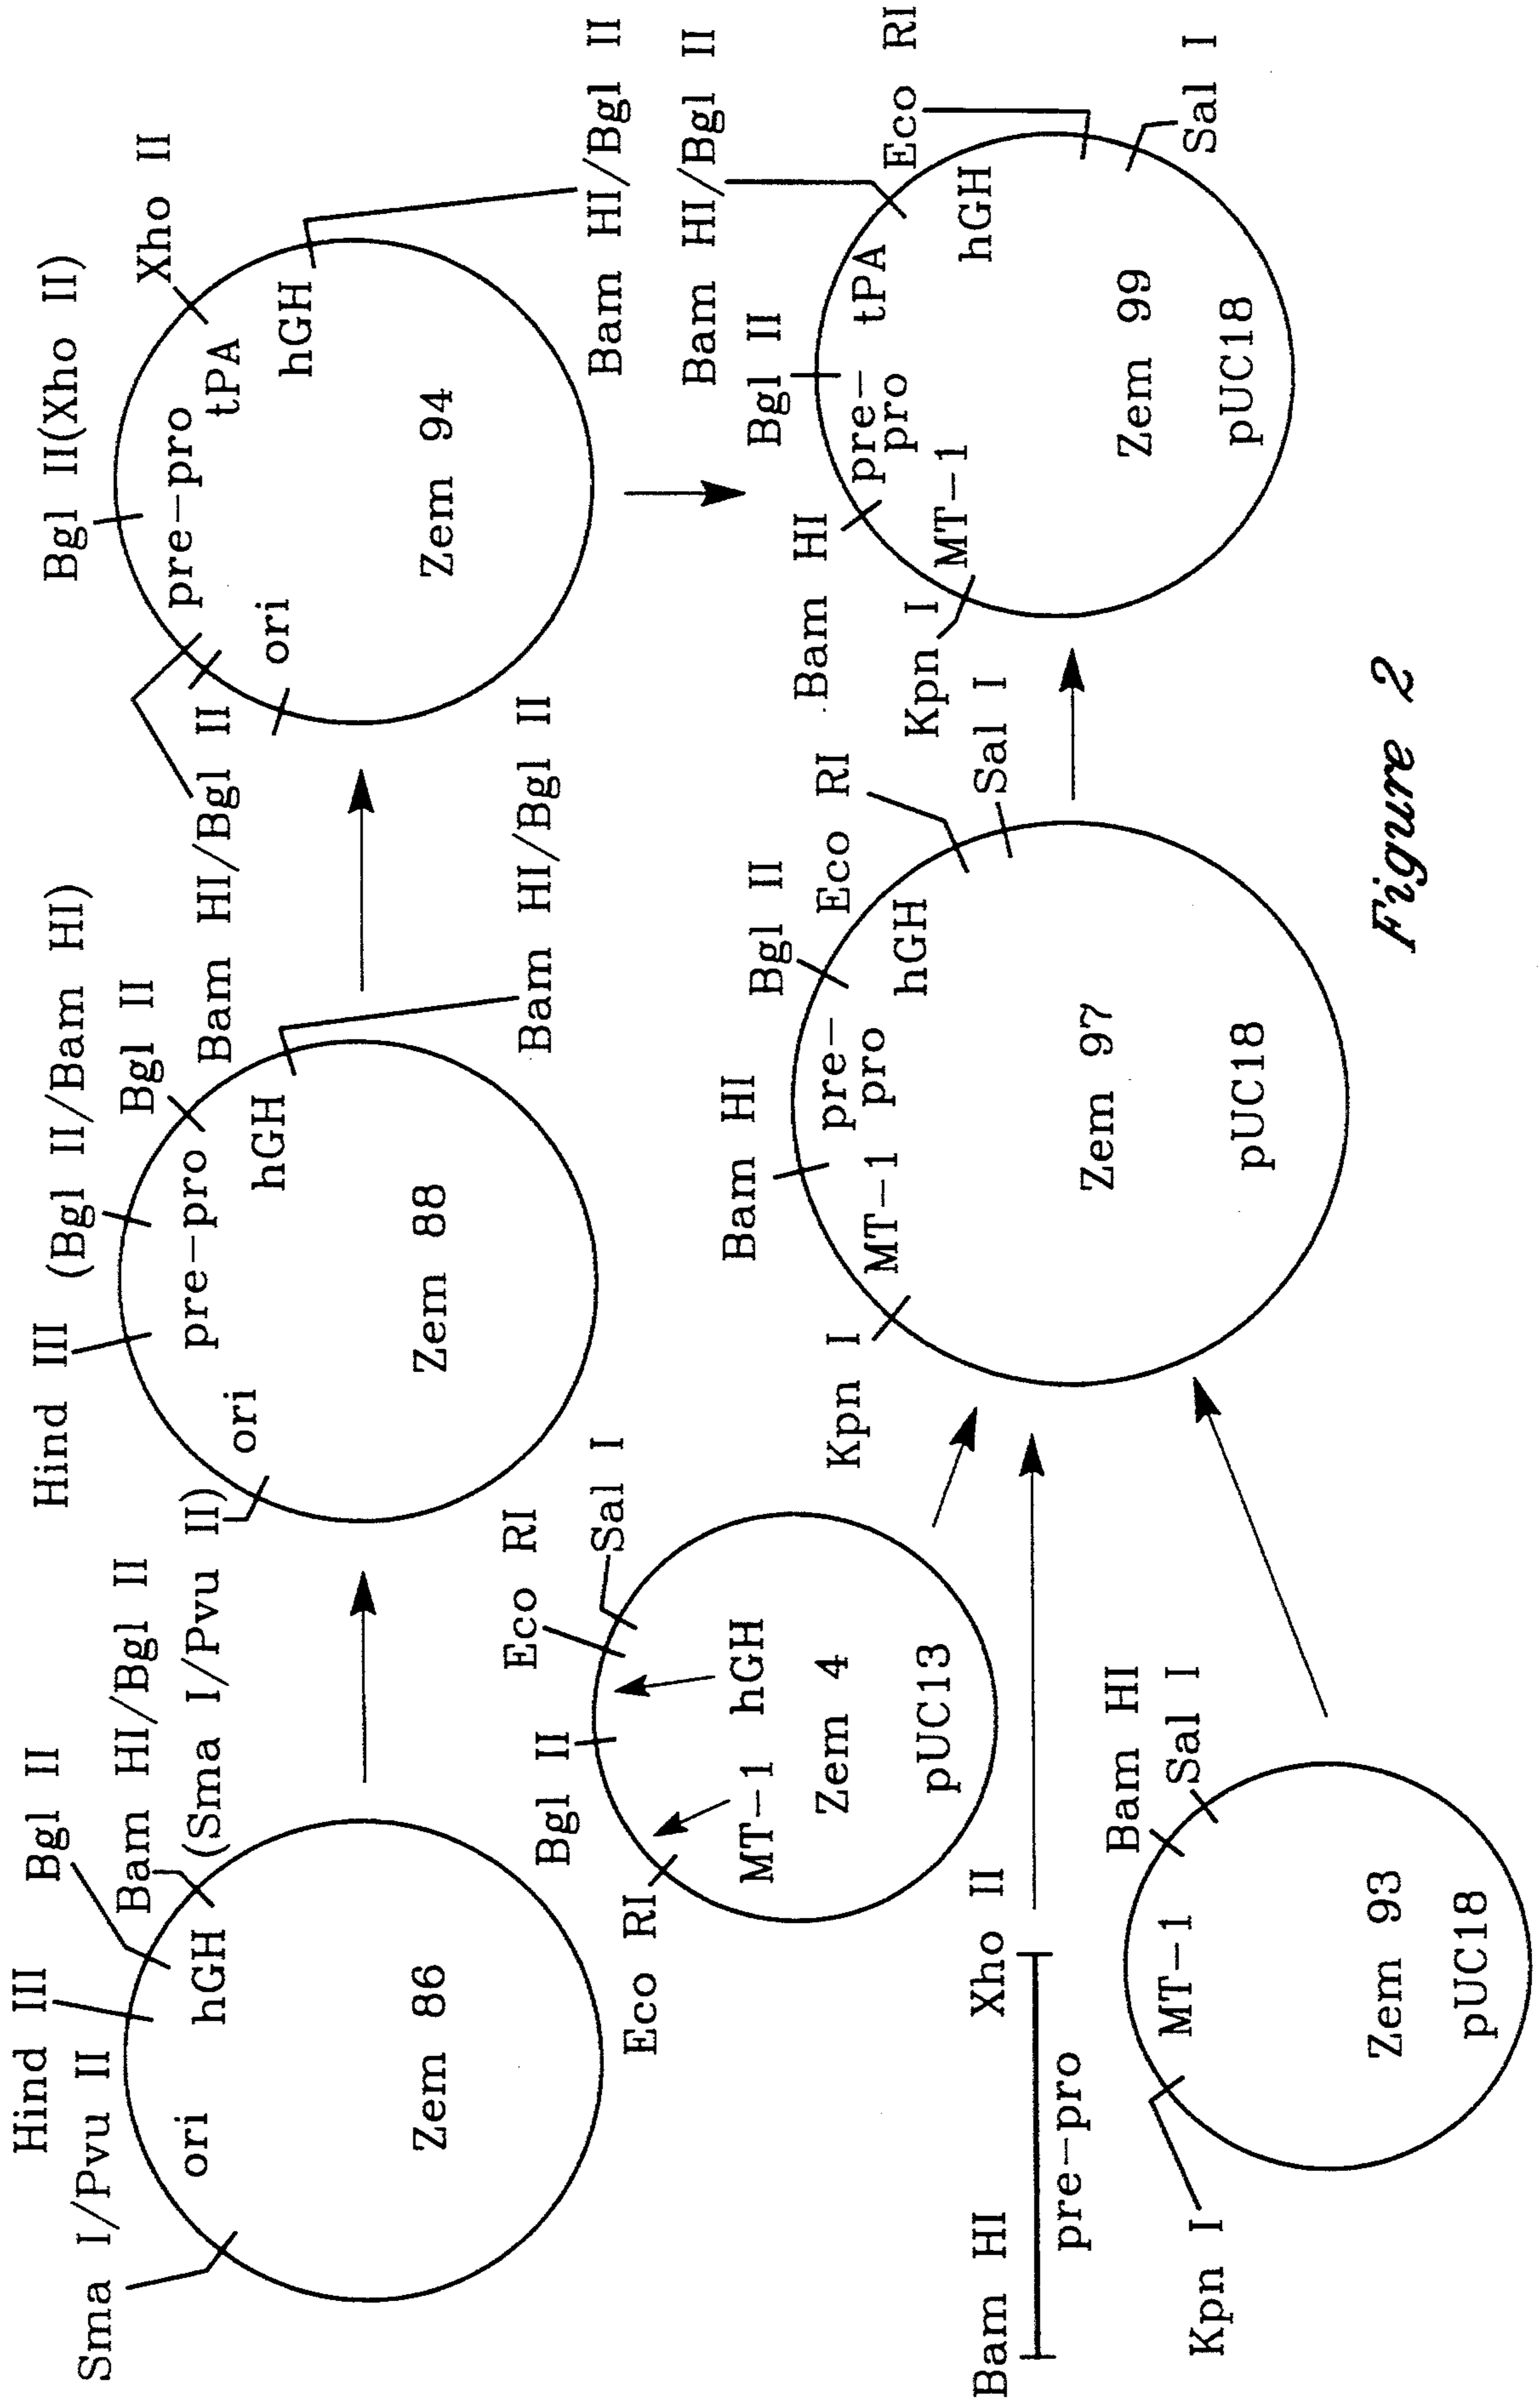 Sma I/Pvu II
Hind III
Bgl II
Bam HI/Bgl II
ori
hGH
Zem 86
(Sma I/Pvu II)
Hind III
(Bgl II/Bam HI)
Bgl II
ori
pre-pro
hGH
Zem 88
Bam HI/Bgl II
Bam HI/Bgl II
Bgl II(Xho II)
Xho II
ori
pre-pro
tPA
hGH
Zem 94
Bam HI/Bgl II
Eco RI
Bgl II
Eco RI
Sal I
MT-1
hGH
Zem 4
pUC13
Bam HI
Xho II
pre-pro
Kpn I
Bam HI
Sal I
MT-1
Zem 93
pUC18
Kpn I
Bam HI
Bgl II
Eco RI
Sal I
MT-1
pre-
pro
hGH
Zem 97
pUC18
Kpn I
Bam HI
Bgl II
Bam HI/Bgl II
Eco RI
Sal I
MT-1
pre-
pro
tPA
hGH
Zem 99
pUC18
Figure 2